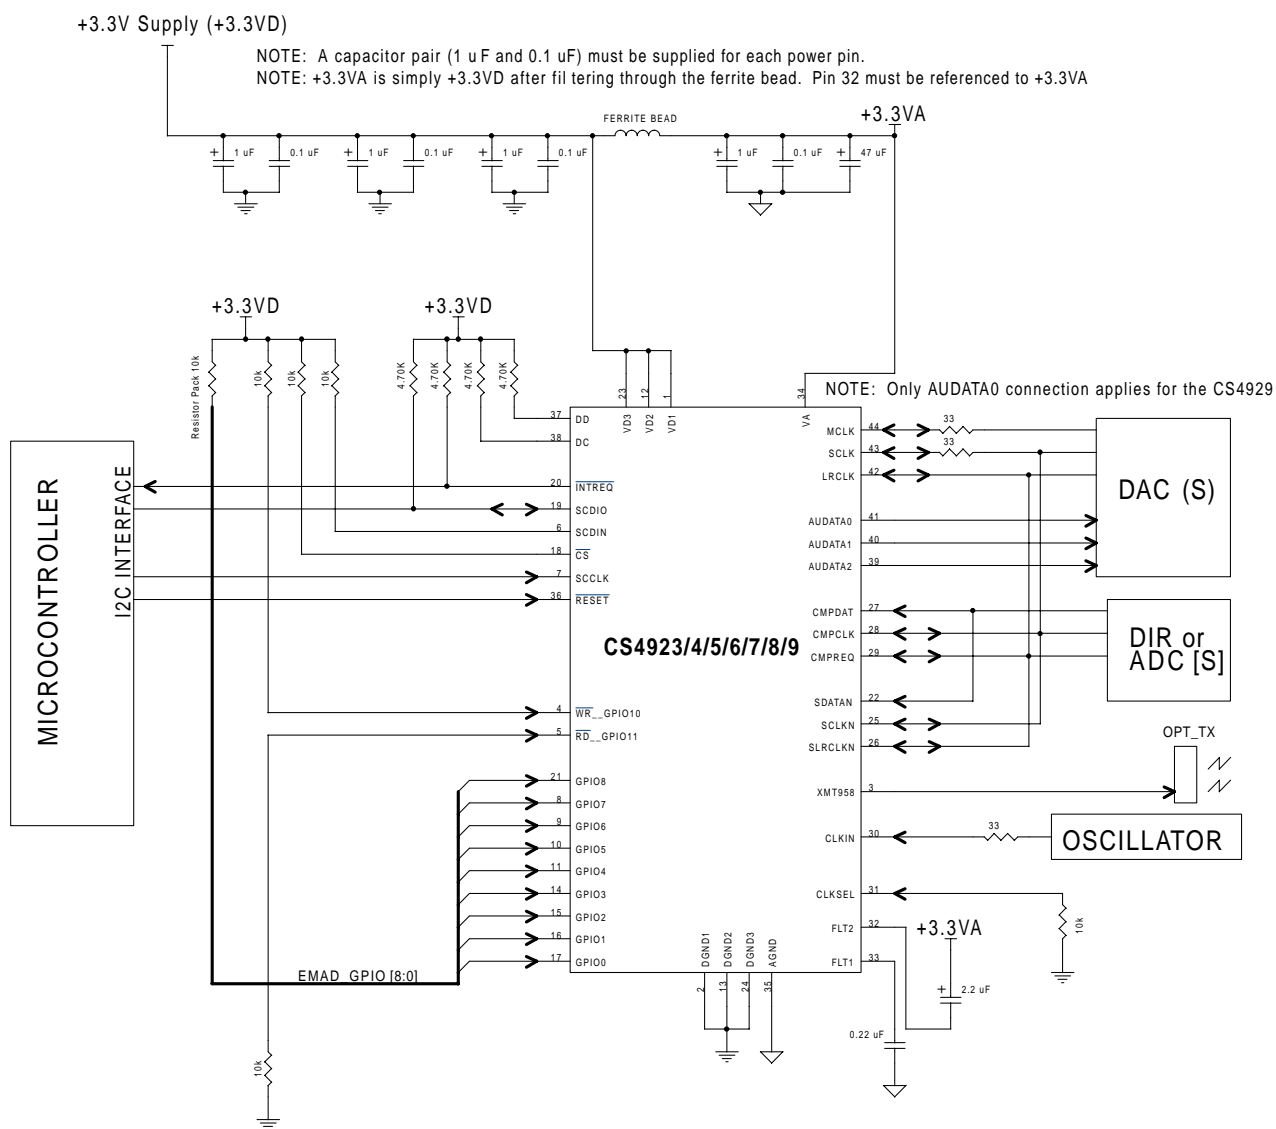 +3.3V Supply (+3.3VD)
NOTE: A capacitor pair (1 uF and 0.1 uF) must be supplied for each power pin.
NOTE: +3.3VA is simply +3.3VD after fil tering through the ferrite bead. Pin 32 must be referenced to +3.3VA
FERRITE BEAD
+3.3VA
+ 1 uF
0.1 uF
+ 1 uF
0.1 uF
+ 1 uF
0.1 uF
+ 1 uF
0.1 uF
+ 47 uF
+3.3VD
+3.3VD
Resistor Pack 10k
10k
10k
10k
4.70K
4.70K
4.70K
4.70K
23
12
1
34
VD3
VD2
VD1
VA
NOTE: Only AUDATA0 connection applies for the CS4929
MICROCONTROLLER
I2C INTERFACE
37 DD
38 DC
20 INTREQ
19 SCDIO
6 SCDIN
18 CS
7 SCCLK
36 RESET
4 WR__GPIO10
5 RD__GPIO11
21 GPIO8
8 GPIO7
9 GPIO6
10 GPIO5
11 GPIO4
14 GPIO3
15 GPIO2
16 GPIO1
17 GPIO0
EMAD_GPIO [8:0]
10k
CS4923/4/5/6/7/8/9
MCLK 44 33
SCLK 43 33
LRCLK 42
AUDATA0 41
AUDATA1 40
AUDATA2 39
DAC (S)
CMPDAT 27
CMPCLK 28
CMPREQ 29
DIR or
ADC [S]
SDATAN 22
SCLKN 25
SLRCLKN 26
OPT_TX
XMT958 3
CLKIN 30 33
OSCILLATOR
CLKSEL 31
10k
FLT2 32
+3.3VA
FLT1 33
+ 2.2 uF
0.22 uF
DGND1
DGND2
DGND3
AGND
2
13
24
35